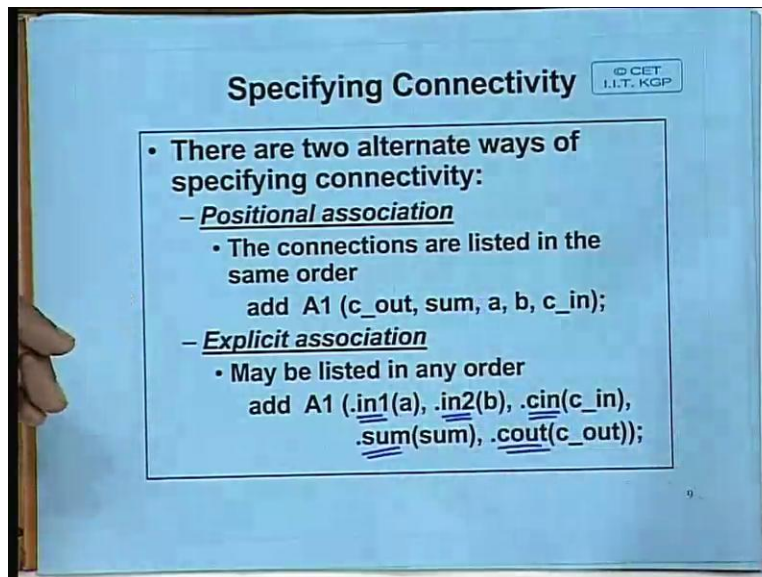 Specifying Connectivity
© CET
I.I.T. KGP
• There are two alternate ways of
specifying connectivity:
– Positional association
• The connections are listed in the
same order
add A1 (c_out, sum, a, b, c_in);
– Explicit association
• May be listed in any order
add A1 (.in1(a), .in2(b), .cin(c_in),
.sum(sum), .cout(c_out));
9